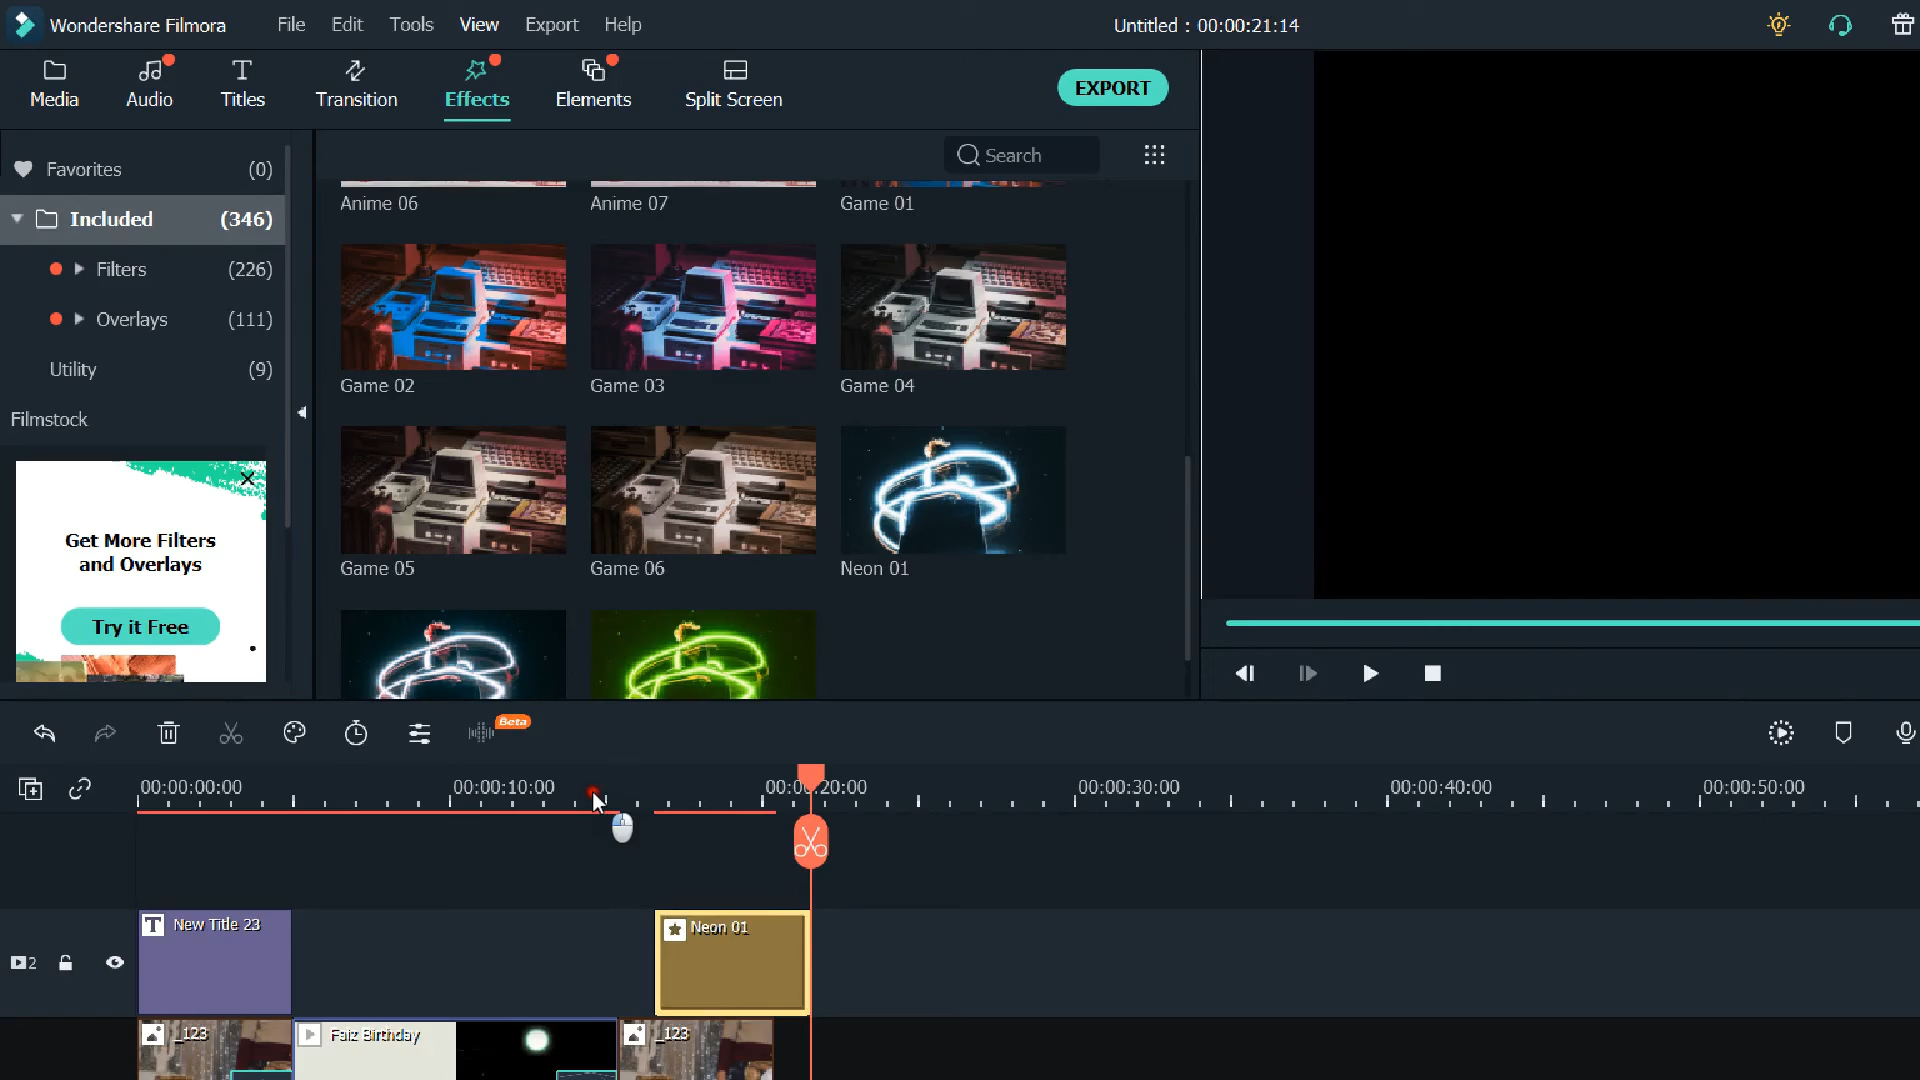 Wondershare Filmora File Edit Tools View Export Help Untitled : 00:00:21:14
Media Audio Titles Transition Effects Elements Split Screen EXPORT
Favorites (0)
Search
Included (346)
Anime 06 Anime 07 Game 01
Filters (226)
Overlays (111)
Utility (9)
Game 02 Game 03 Game 04
Filmstock
Get More Filters
and Overlays
Try it Free
Game 05 Game 06 Neon 01
Beta
00:00:00:00 00:00:10:00 00:00:20:00 00:00:30:00 00:00:40:00 00:00:50:00
New Title 23 Neon 01
2
_123 Faiz Birthday _123